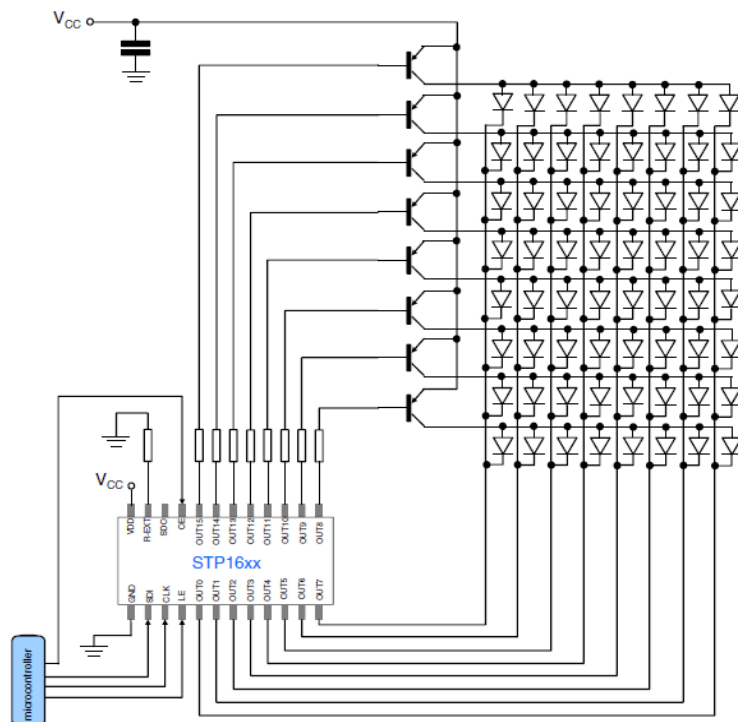 VCC
VCC
VDD
R-EXT
SDO
OE
OUT15
OUT14
OUT13
OUT12
OUT11
OUT10
OUT9
OUT8
STP16xx
GND
SDI
CLK
LE
OUT0
OUT1
OUT2
OUT3
OUT4
OUT5
OUT6
OUT7
microcontroller